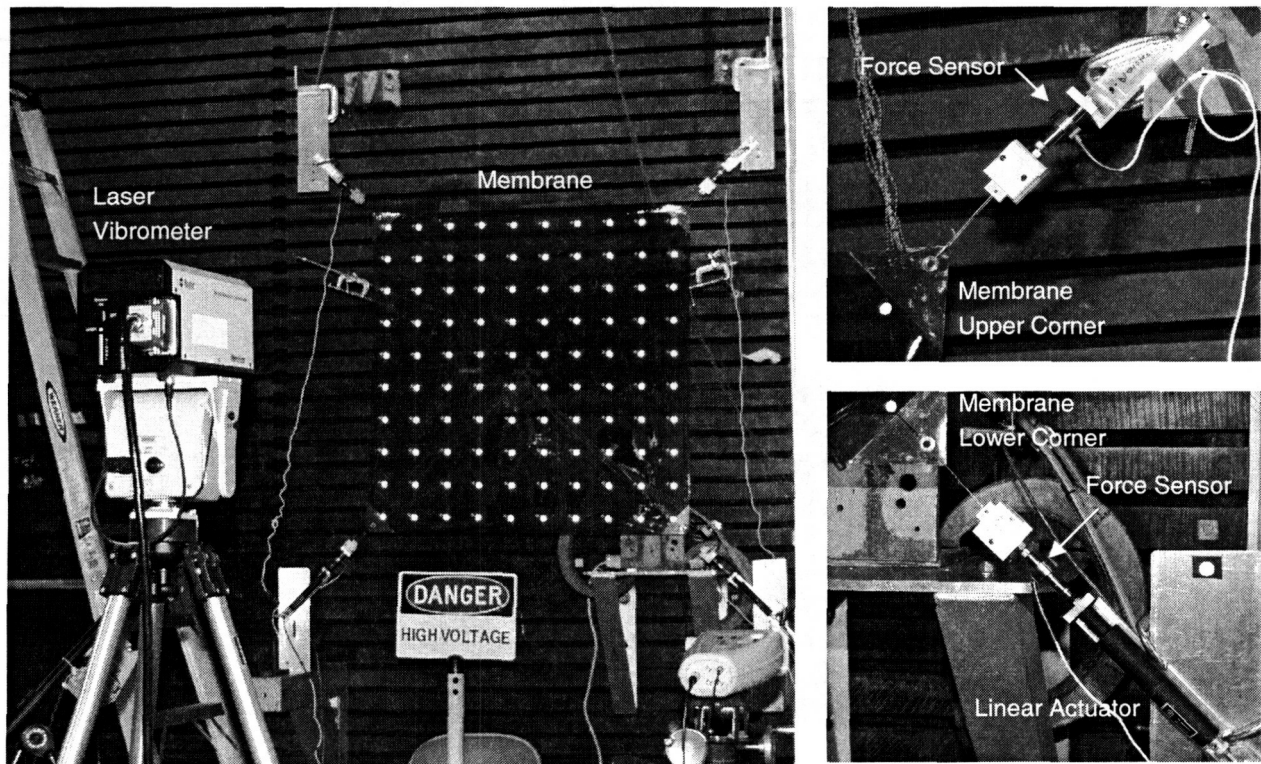 Laser
Vibrometer
Membrane
DANGER
HIGH VOLTAGE
Force Sensor
Membrane
Upper Corner
Membrane
Lower Corner
Force Sensor
Linear Actuator